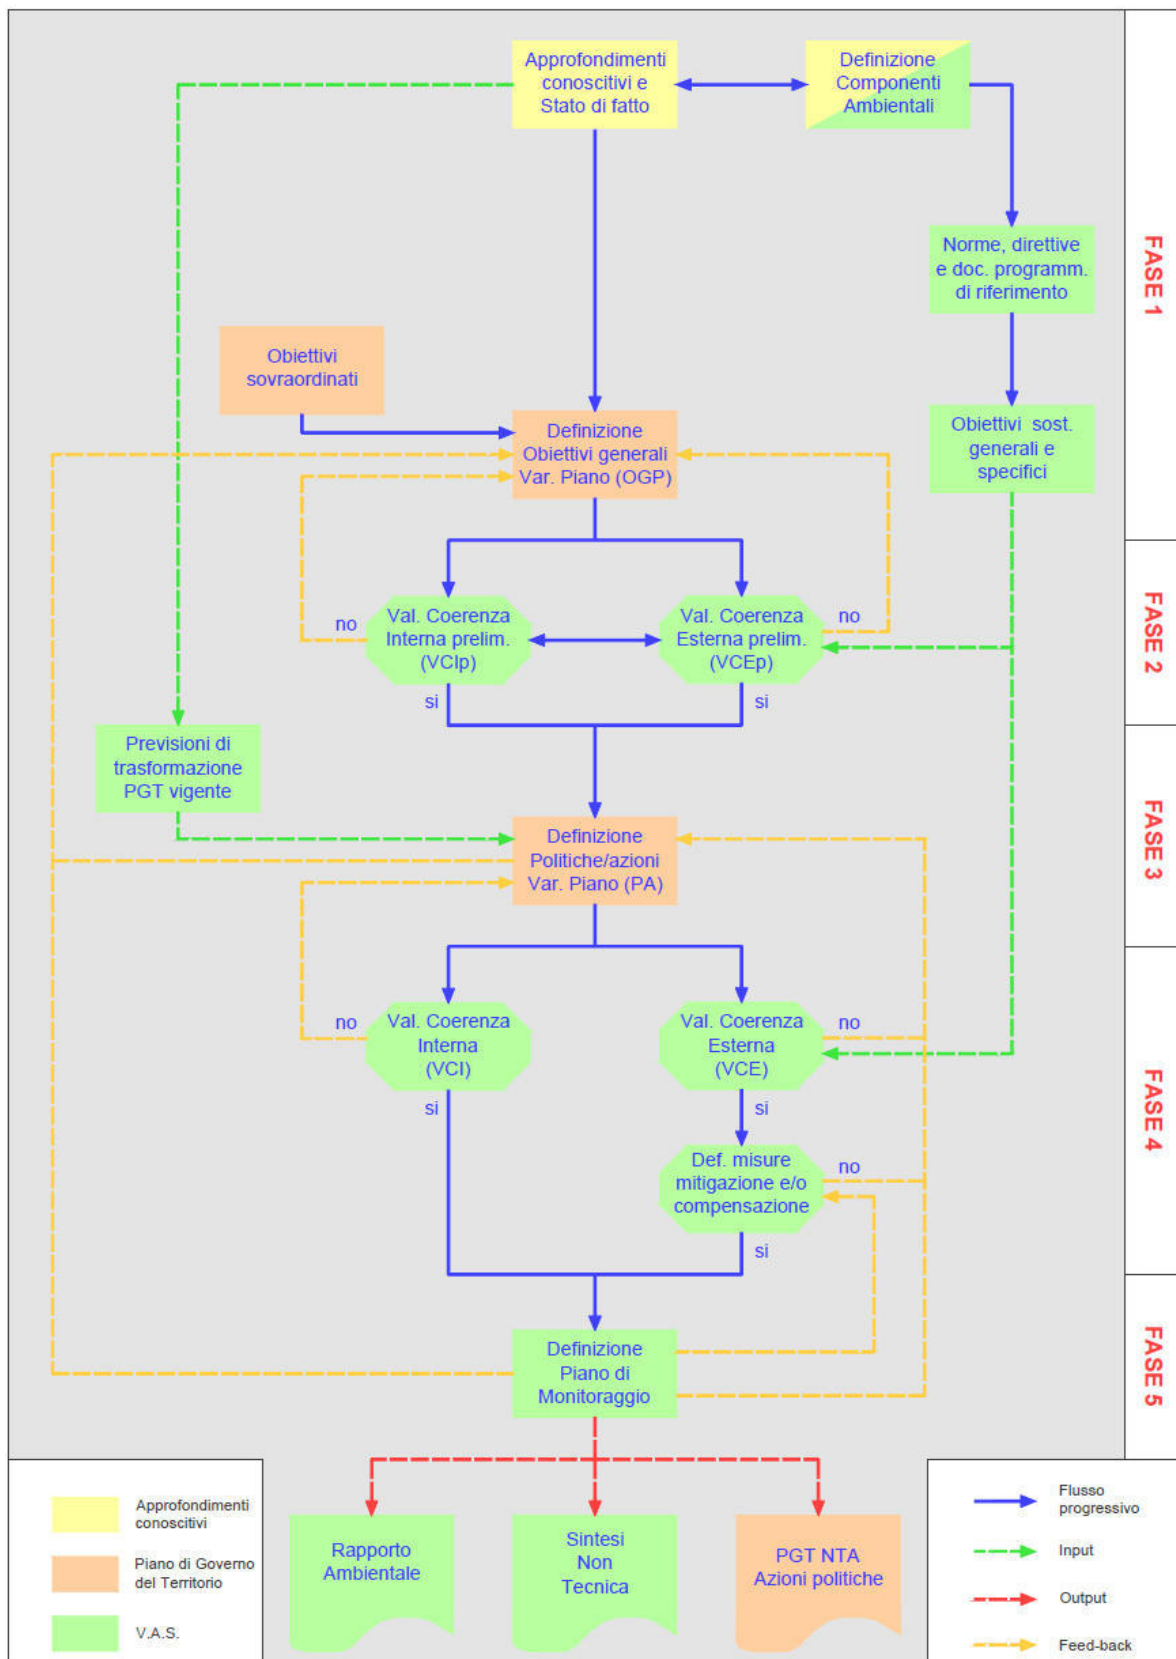 Approfondimenti
conoscitivi e
Stato di fatto
Definizione
Componenti
Ambientali
Norme, direttive
e doc. programm.
di riferimento
FASE 1
Obiettivi
sovraordinati
Definizione
Obiettivi generali
Var. Piano (OGP)
Obiettivi sost.
generali e
specifici
no
Val. Coerenza
Interna prelim.
(VCIp)
Val. Coerenza
Esterna prelim.
(VCEp)
no
FASE 2
si
si
Previsioni di
trasformazione
PGT vigente
Definizione
Politiche/azioni
Var. Piano (PA)
FASE 3
no
Val. Coerenza
Interna
(VCI)
Val. Coerenza
Esterna
(VCE)
no
si
si
FASE 4
Def. misure
mitigazione e/o
compensazione
no
si
Definizione
Piano di
Monitoraggio
FASE 5
Approfondimenti
conoscitivi
Piano di Governo
del Territorio
V.A.S.
Rapporto
Ambientale
Sintesi
Non
Tecnica
PGT NTA
Azioni politiche
Flusso
progressivo
Input
Output
Feed-back